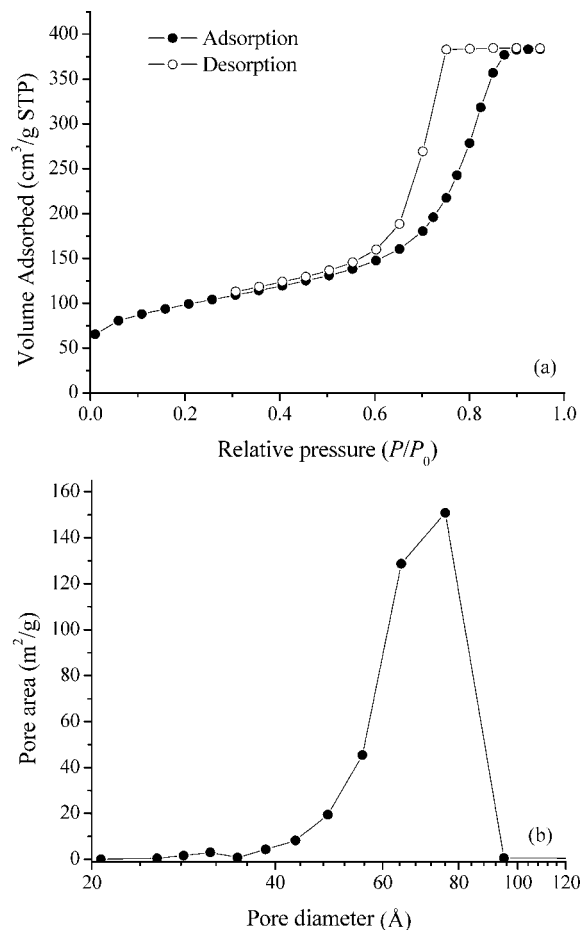 Adsorption
Desorption
400
350
300
250
200
150
100
50
0
Volume Adsorbed (cm³/g STP)
(a)
0.0 0.2 0.4 0.6 0.8 1.0
Relative pressure (P/P₀)
160
140
120
100
80
60
40
20
0
Pore area (m²/g)
(b)
20 40 60 80 100 120
Pore diameter (Å)